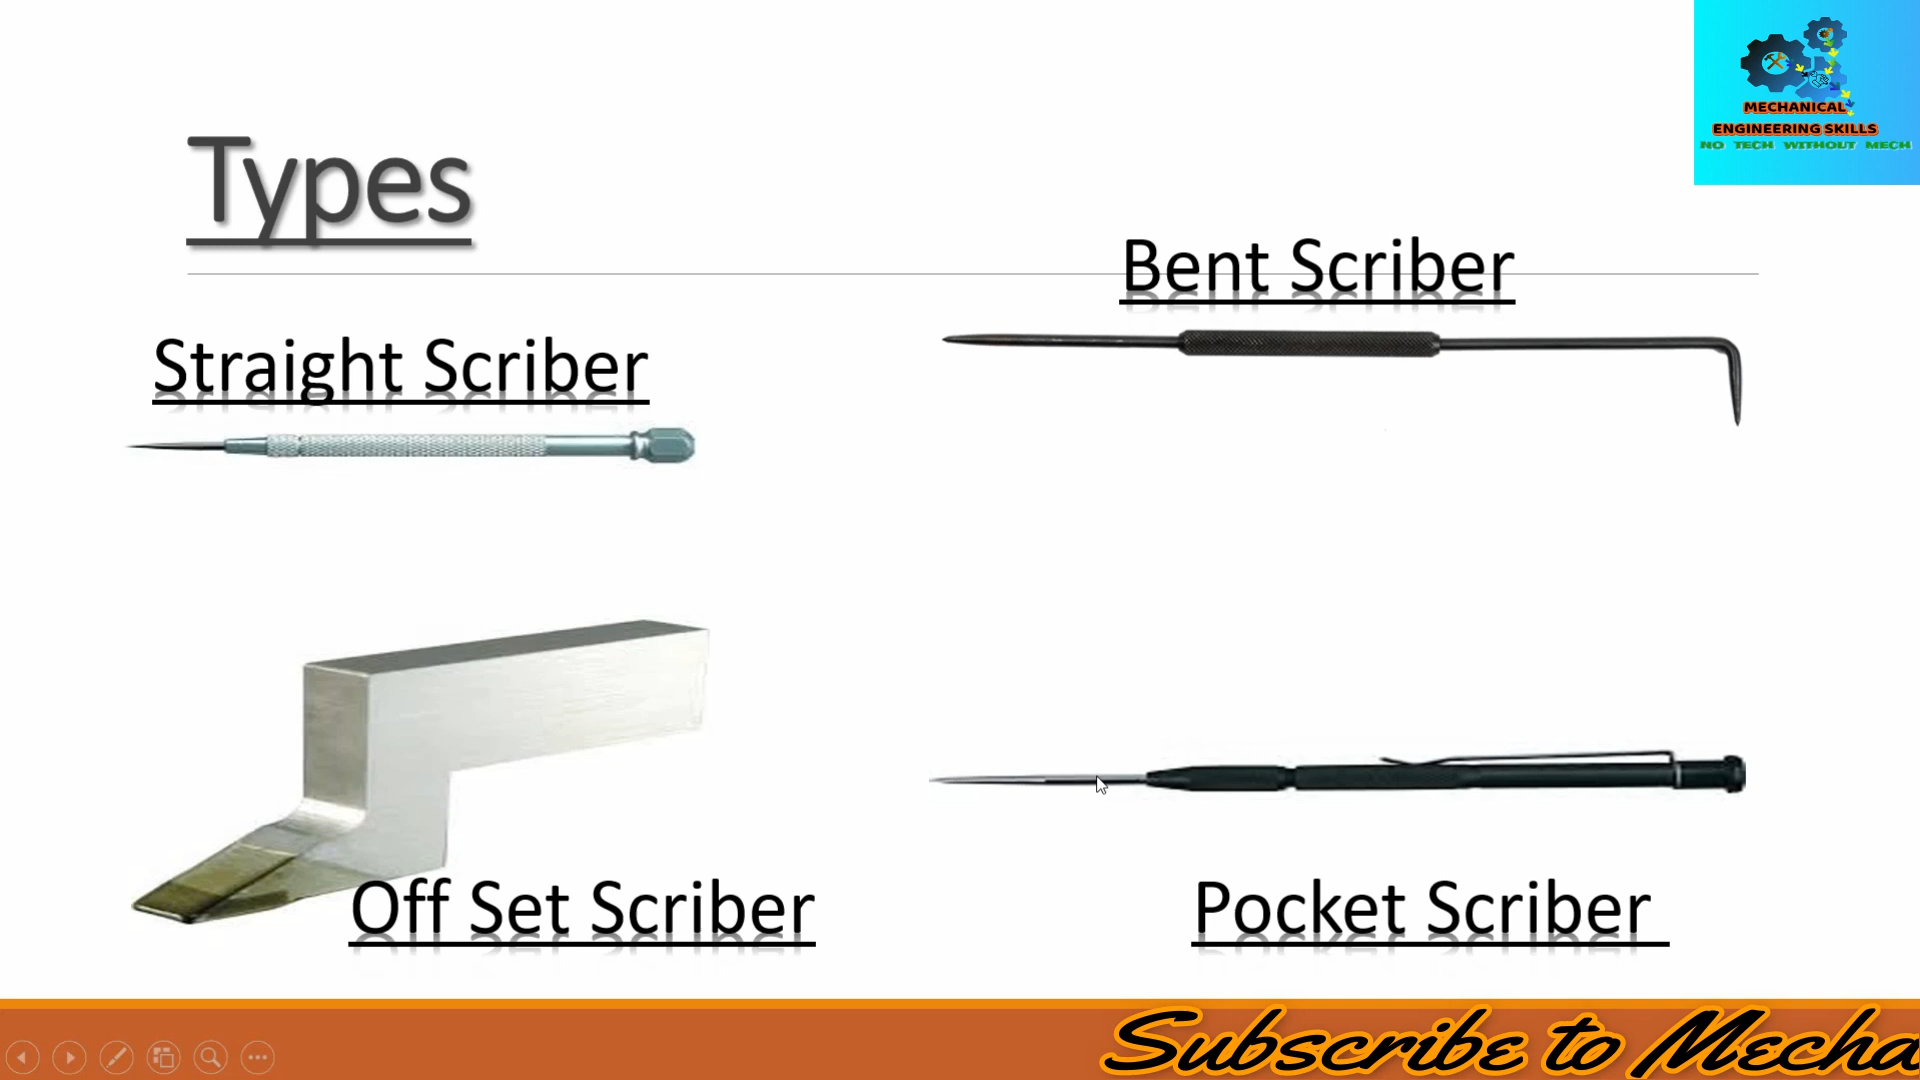 MECHANICAL
ENGINEERING SKILLS
NO TECH WITHOUT MECH
Types
Bent Scriber
Straight Scriber
Off Set Scriber
Pocket Scriber
Subscribe to Mecha